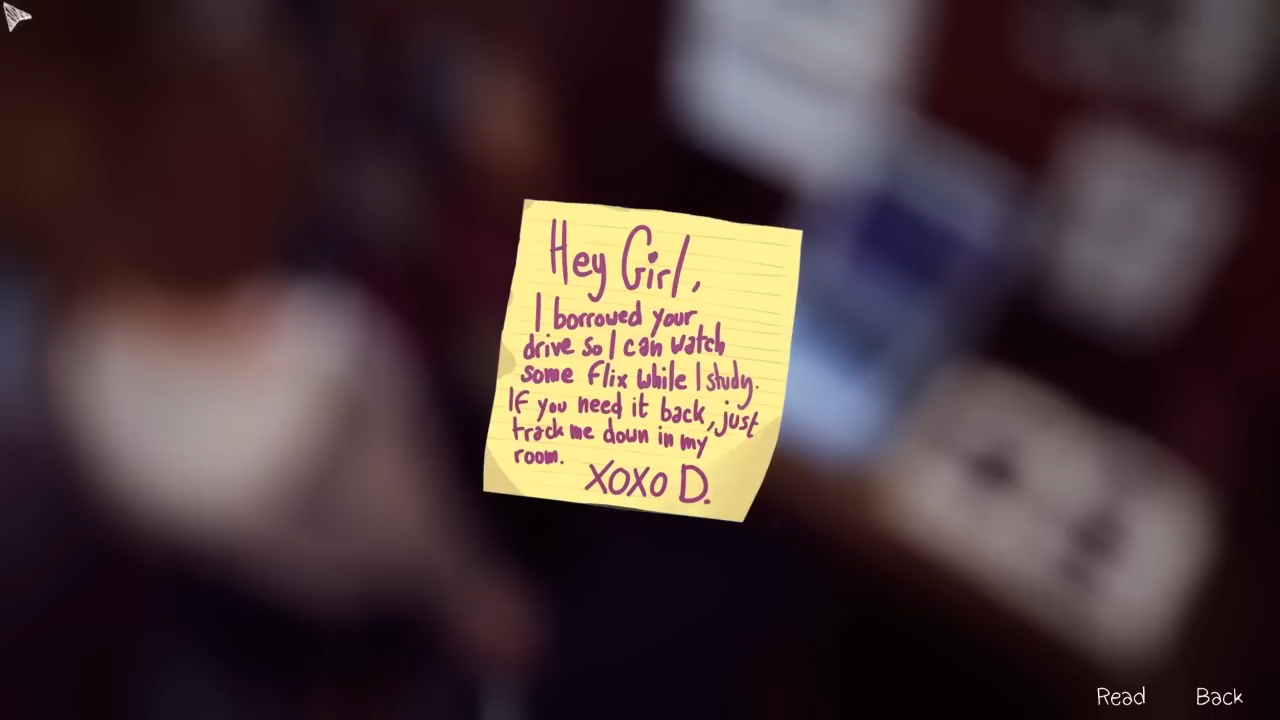 Hey Girl,
I borrowed your
drive so I can watch
some flix while I study.
If you need it back, just
track me down in my
room.
XOXO D.
Read
Back